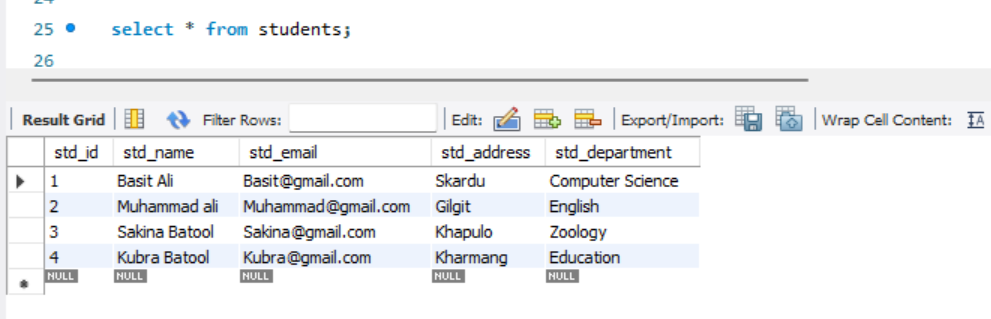 24
25 select * from students;
26
Result Grid Filter Rows: Edit: Export/Import: Wrap Cell Content: IA
std_id std_name std_email std_address std_department
1 Basit Ali Basit@gmail.com Skardu Computer Science
2 Muhammad ali Muhammad@gmail.com Gilgit English
3 Sakina Batool Sakina@gmail.com Khapulo Zoology
4 Kubra Batool Kubra@gmail.com Kharmang Education
NULL NULL NULL NULL NULL